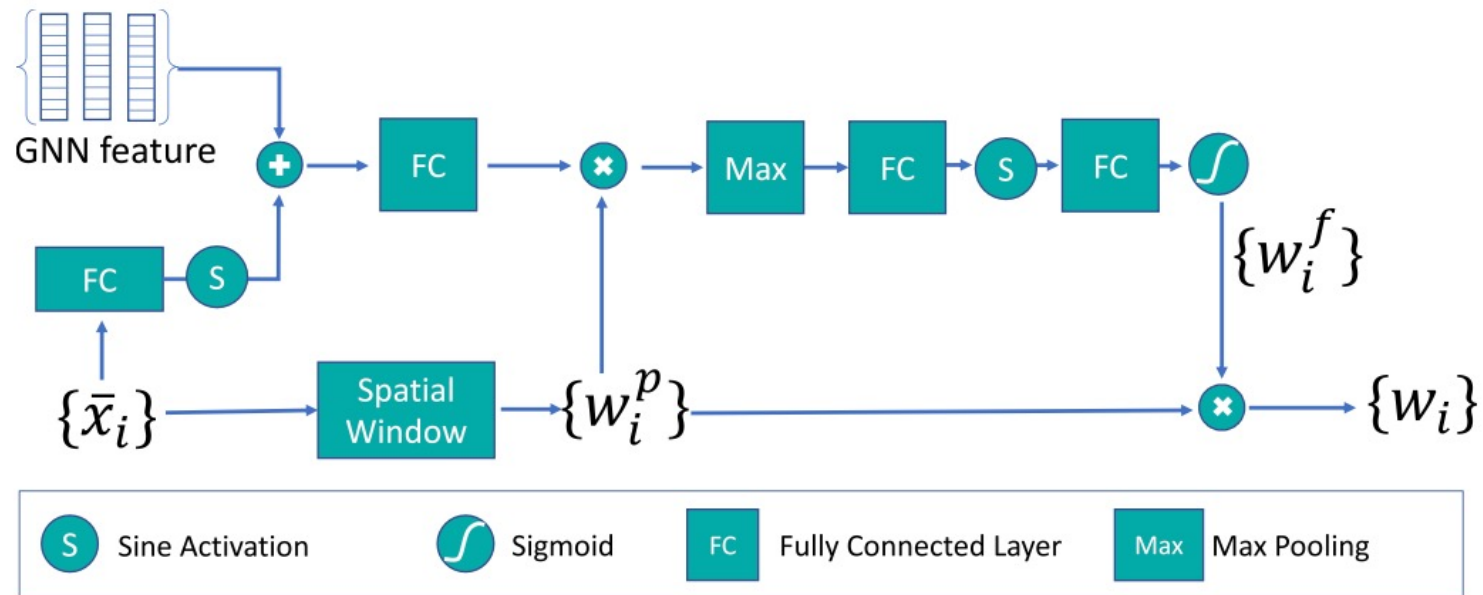 GNN feature
FC
Max
FC
S
FC
FC
S
{w_i^f}
{x̄_i}
Spatial
Window
{w_i^p}
{w_i}
S Sine Activation
Sigmoid
FC Fully Connected Layer
Max Max Pooling